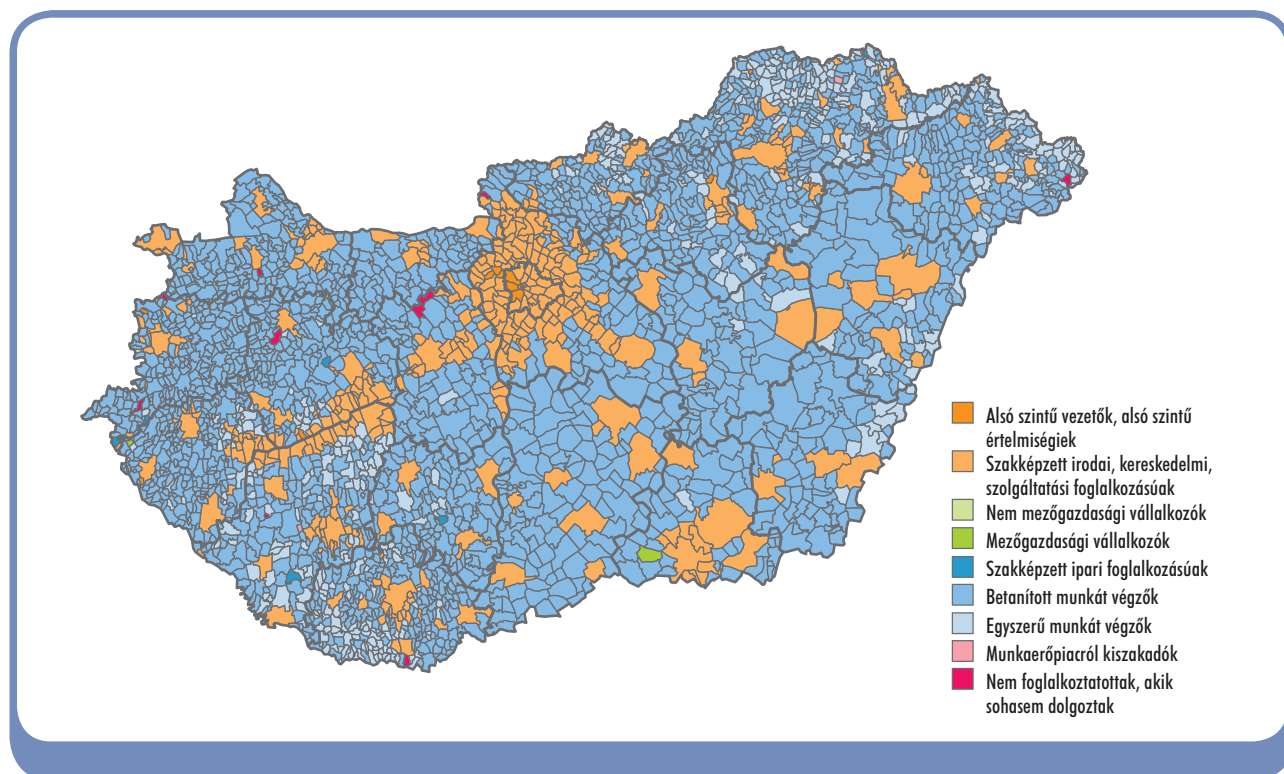 Alsó szintű vezetők, alsó szintű
értelmiségiek
Szakképzett irodai, kereskedelmi,
szolgáltatási foglalkozásúak
Nem mezőgazdasági vállalkozók
Mezőgazdasági vállalkozók
Szakképzett ipari foglalkozásúak
Betanított munkát végzők
Egyszerű munkát végzők
Munkaerőpiacról kiszakadók
Nem foglalkoztatottak, akik
sohasem dolgoztak